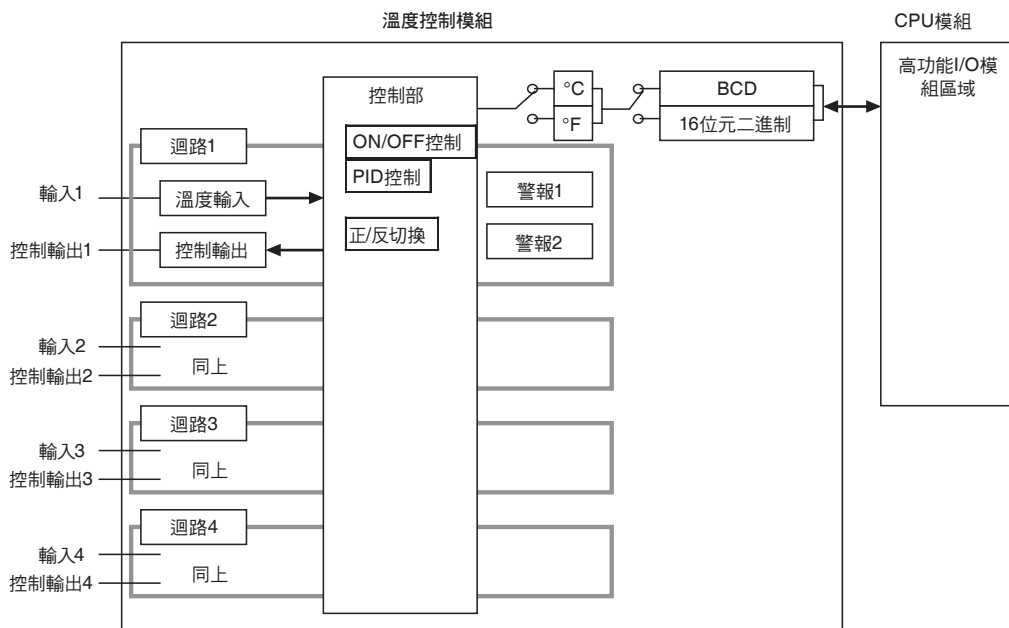 溫度控制模組
CPU模組
高功能I/O模
組區域
控制部
°C
°F
BCD
16位元二進制
ON/OFF控制
PID控制
正/反切換
迴路1
輸入1
溫度輸入
控制輸出1
控制輸出
警報1
警報2
迴路2
輸入2
控制輸出2
同上
迴路3
輸入3
控制輸出3
同上
迴路4
輸入4
控制輸出4
同上